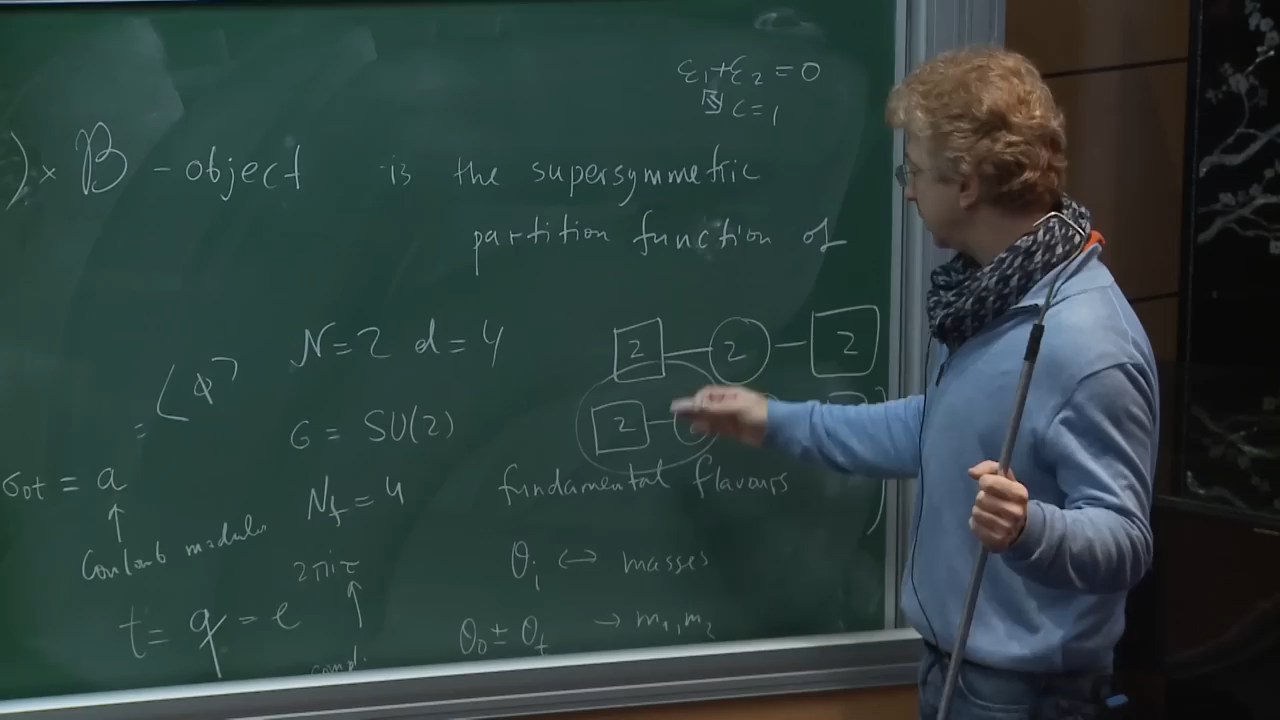 ε₁+ε₂=0
c=1
) × B - object is the supersymmetric
partition function of
N=2 d=4
2 — 2 — 2
⟨φ⟩
=
G = SU(2)
2 — 2
σ₀t = a
N_f = 4
fundamental flavours
Coulomb moduli
θ_i ↔ masses
t = q = e^{2πiτ}
θ₀ ± θ_t → m₁, m₂